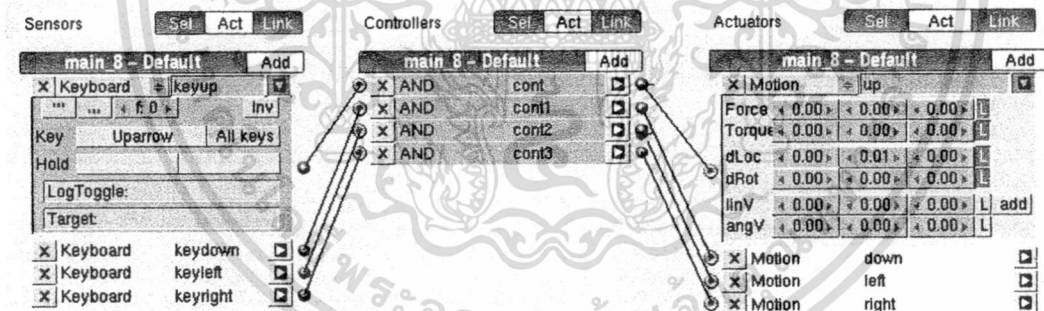 Sensors Sel Act Link Controllers Sel Act Link Actuators Sel Act Link
main_8 - Default Add main_8 - Default Add main_8 - Default Add
X Keyboard keyup X AND cont X Motion up
"' ... f: 0 Inv X AND cont1 Force 0.00 0.00 0.00 L
Key Uparrow All keys X AND cont2 Torque 0.00 0.00 0.00 L
Hold X AND cont3 dLoc 0.00 0.01 0.00 L
LogToggle: dRot 0.00 0.00 0.00 L
Target: linV 0.00 0.00 0.00 L add
angV 0.00 0.00 0.00 L
X Keyboard keydown X Motion down
X Keyboard keyleft X Motion left
X Keyboard keyright X Motion right